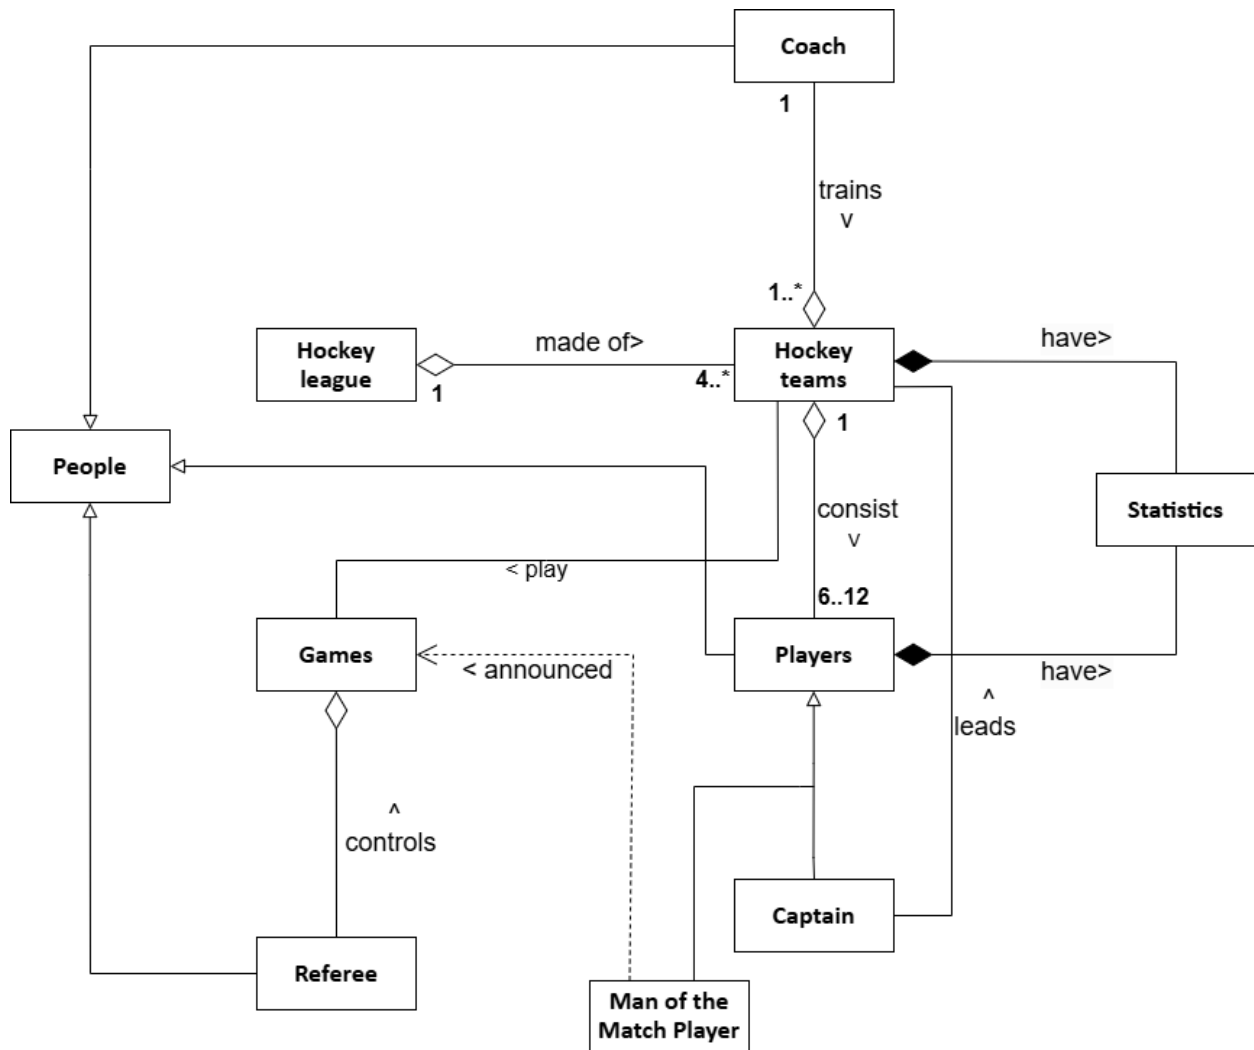 Coach
1
trains
v
1..*
Hockey
league
made of>
1
4..*
Hockey
teams
1
have>
People
consist
v
Statistics
< play
6..12
Games
< announced
Players
have>
^
leads
^
controls
Captain
Referee
Man of the
Match Player